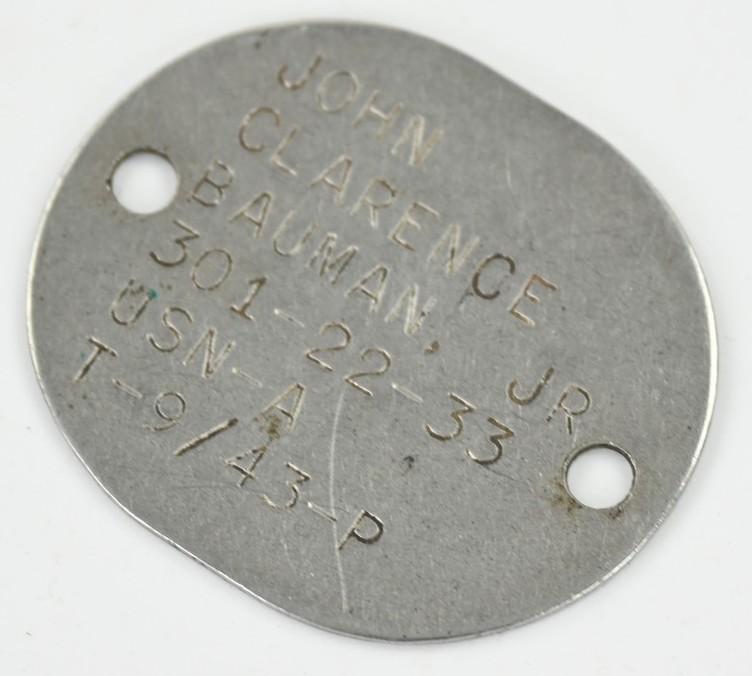 JOHN
CLARENCE
BAUMAN, JR
301-22-33
USN-A
T-9/43-P